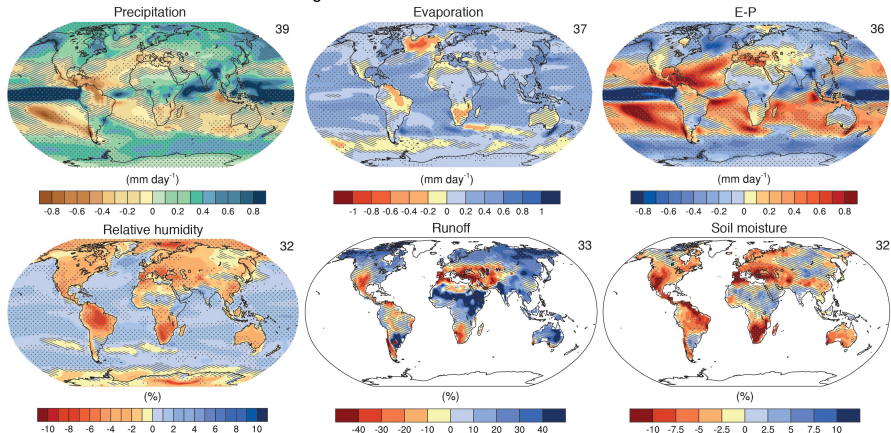 Precipitation
39
(mm day-1)
-0.8 -0.6 -0.4 -0.2 0 0.2 0.4 0.6 0.8
Evaporation
37
(mm day-1)
-1 -0.8 -0.6 -0.4 -0.2 0 0.2 0.4 0.6 0.8 1
E-P
36
(mm day-1)
-0.8 -0.6 -0.4 -0.2 0 0.2 0.4 0.6 0.8
Relative humidity
32
(%)
-10 -8 -6 -4 -2 0 2 4 6 8 10
Runoff
33
(%)
-40 -30 -20 -10 0 10 20 30 40
Soil moisture
32
(%)
-10 -7.5 -5 -2.5 0 2.5 5 7.5 10